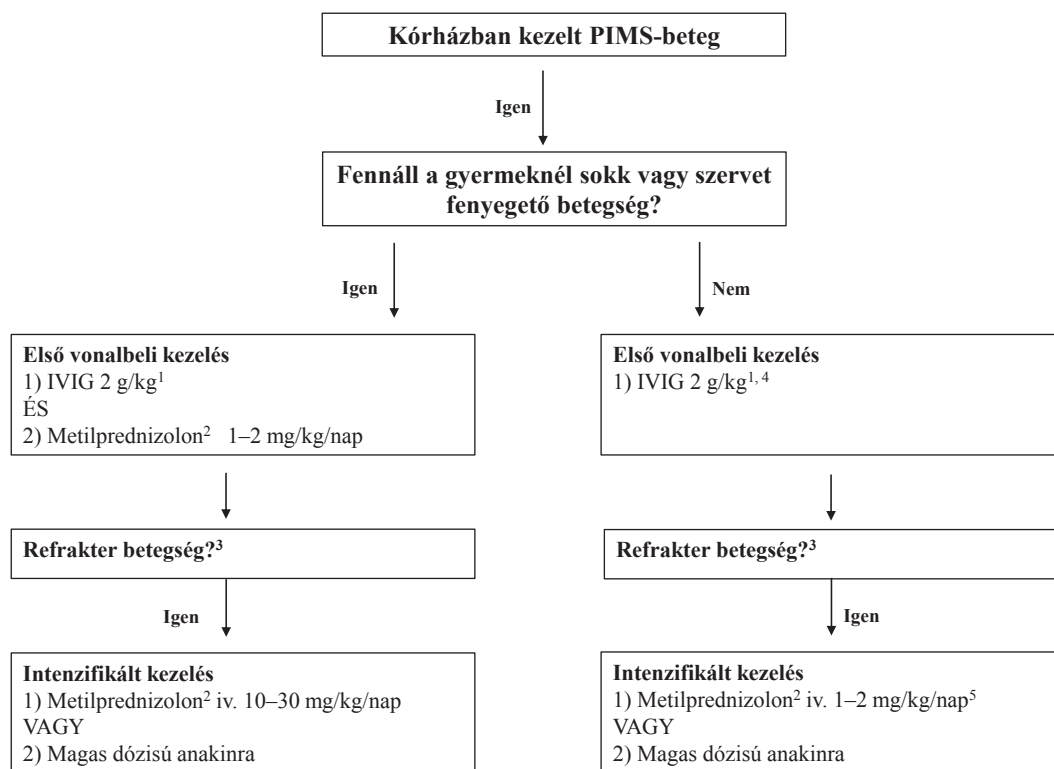 Kórházban kezelt PIMS-beteg
Igen
Fennáll a gyermeknél sokk vagy szervet
fenyegető betegség?
Igen
Nem
Első vonalbeli kezelés
1) IVIG 2 g/kg¹
ÉS
2) Metilprednizolon² 1–2 mg/kg/nap
Első vonalbeli kezelés
1) IVIG 2 g/kg¹˒ ⁴
Refrakter betegség?³
Refrakter betegség?³
Igen
Igen
Intenzifikált kezelés
1) Metilprednizolon² iv. 10–30 mg/kg/nap
VAGY
2) Magas dózisú anakinra
Intenzifikált kezelés
1) Metilprednizolon² iv. 1–2 mg/kg/nap⁵
VAGY
2) Magas dózisú anakinra